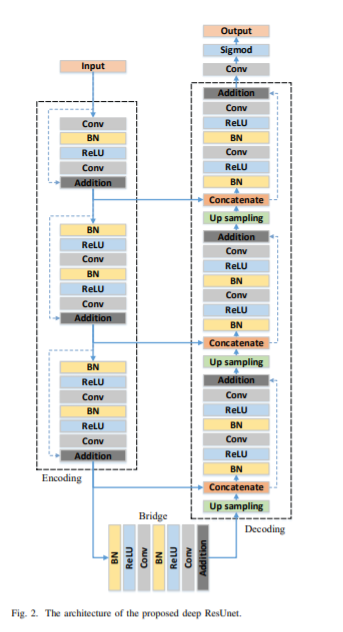 Input
Conv
BN
ReLU
Conv
Addition
BN
ReLU
Conv
BN
ReLU
Conv
Addition
BN
ReLU
Conv
BN
ReLU
Conv
Addition
Encoding
Bridge
BN
ReLU
Conv
BN
ReLU
Conv
Addition
Output
Sigmod
Conv
Addition
Conv
ReLU
BN
Conv
ReLU
BN
Concatenate
Up sampling
Addition
Conv
ReLU
BN
Conv
ReLU
BN
Concatenate
Up sampling
Addition
Conv
ReLU
BN
Conv
ReLU
BN
Concatenate
Up sampling
Decoding
Fig. 2. The architecture of the proposed deep ResUnet.